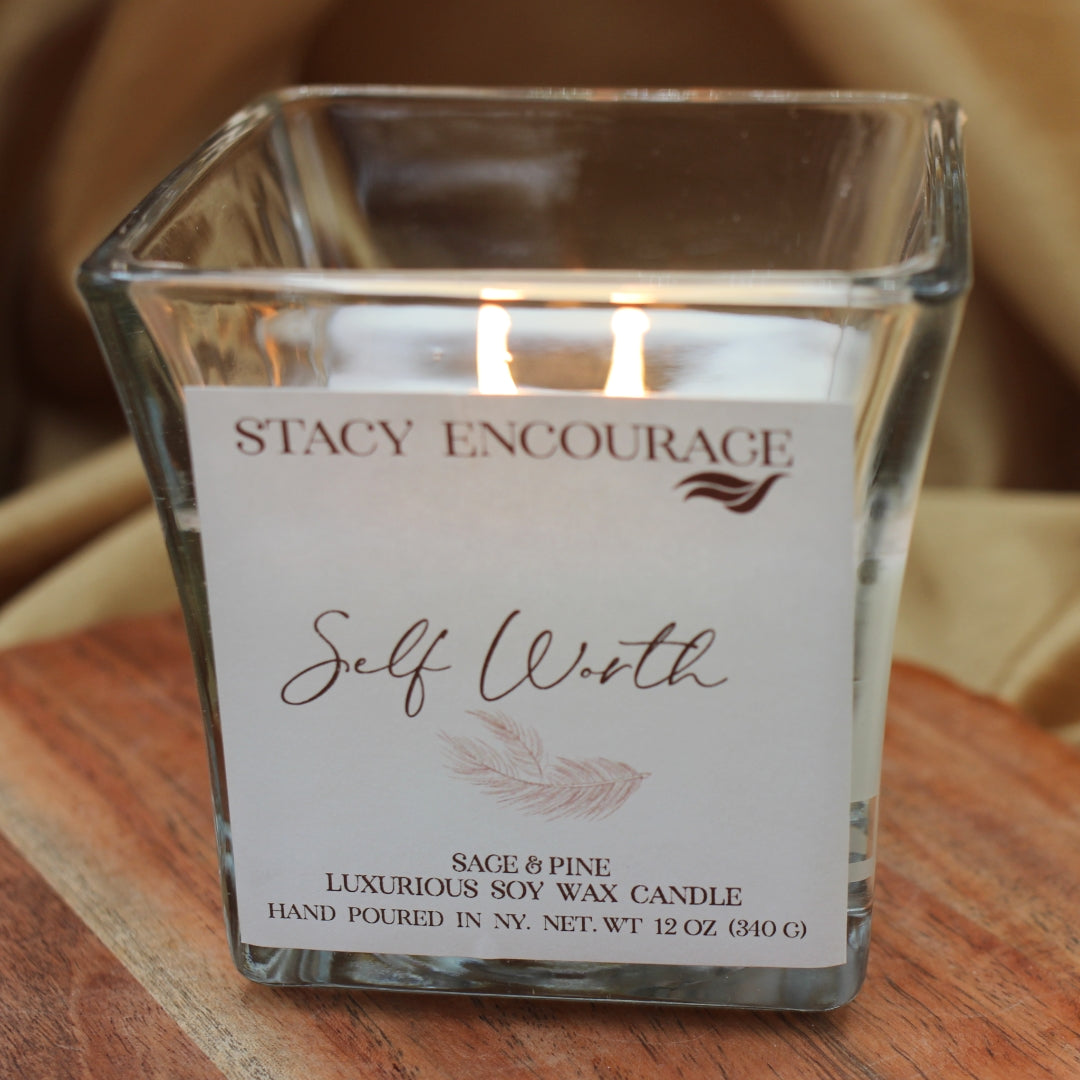 STACY ENCOURAGE
Self Worth
SAGE & PINE
LUXURIOUS SOY WAX CANDLE
HAND POURED IN NY. NET. WT 12 OZ (340 G)